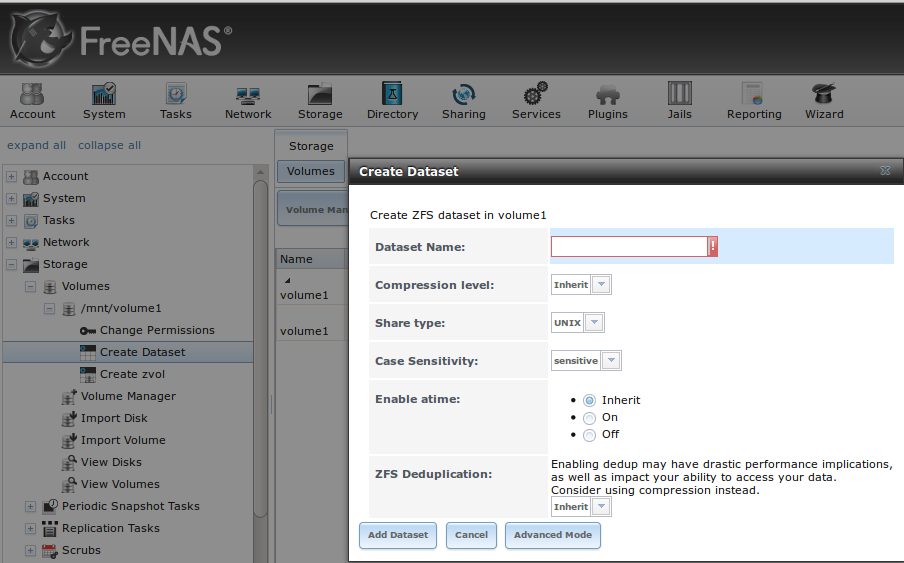 FreeNAS®
Account System Tasks Network Storage Directory Sharing Services Plugins Jails Reporting Wizard
expand all collapse all
Account
System
Tasks
Network
Storage
Volumes
/mnt/volume1
Change Permissions
Create Dataset
Create zvol
Volume Manager
Import Disk
Import Volume
View Disks
View Volumes
Periodic Snapshot Tasks
Replication Tasks
Scrubs
Storage
Volumes
Volume Man
Name
volume1
volume1
Create Dataset
Create ZFS dataset in volume1
Dataset Name: !
Compression level: Inherit
Share type: UNIX
Case Sensitivity: sensitive
Enable atime: • Inherit
• On
• Off
ZFS Deduplication: Enabling dedup may have drastic performance implications,
as well as impact your ability to access your data.
Consider using compression instead.
Inherit
Add Dataset Cancel Advanced Mode